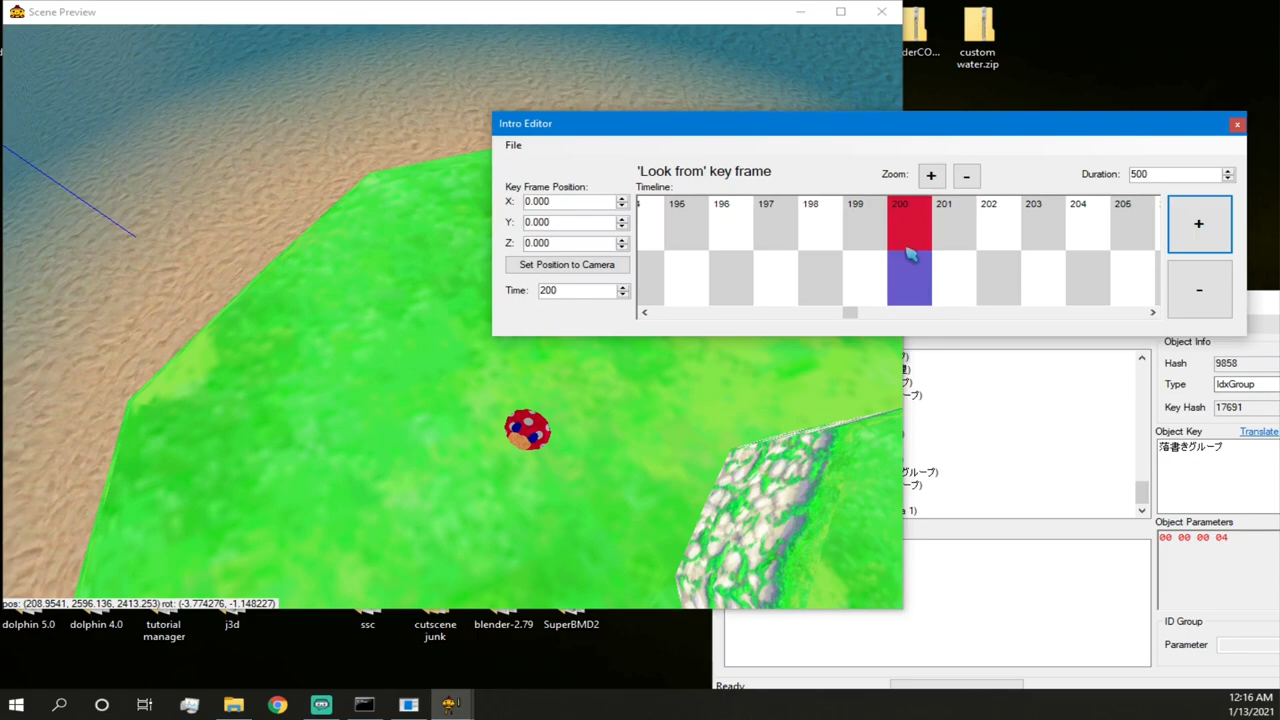 Scene Preview
derCO...
custom
water.zip
Intro Editor
File
'Look from' key frame
Zoom:
+
-
Duration:
500
Key Frame Position:
Timeline:
X:
0.000
Y:
0.000
Z:
0.000
Set Position to Camera
Time:
200
195
196
197
198
199
200
201
202
203
204
205
+
-
Object Info
Hash
9858
Type
IdxGroup
Key Hash
17691
Object Key
Translate
落書きグループ
グループ)
a 1)
Object Parameters
00 00 00 04
ID Group
Parameter
Ready
pos: (208.9541, 2596.136, 2413.253) rot: (-3.774276, -1.148227)
dolphin 5.0
dolphin 4.0
tutorial
manager
j3d
ssc
cutscene
junk
blender-2.79
SuperBMD2
12:16 AM
1/13/2021